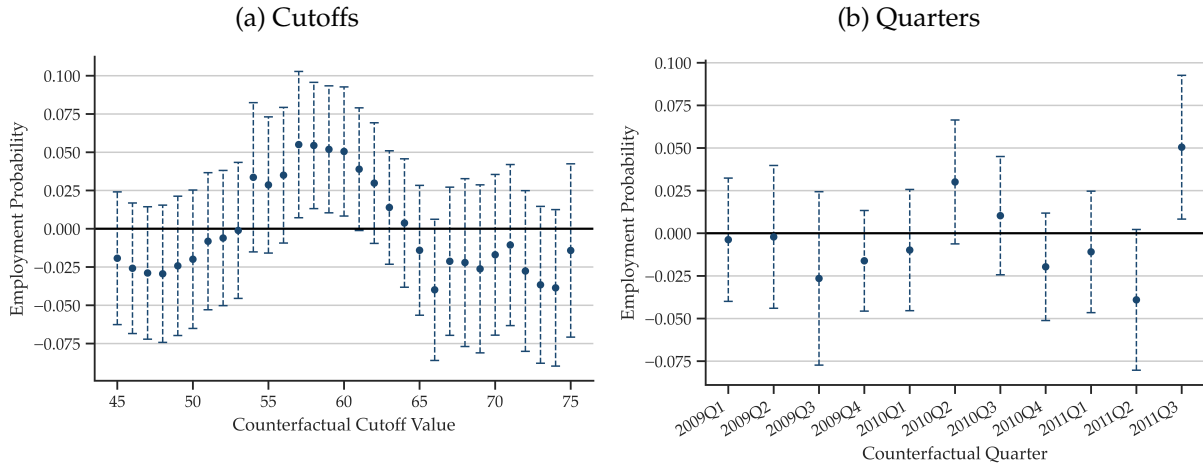 (a) Cutoffs
Employment Probability
0.100
0.075
0.050
0.025
0.000
−0.025
−0.050
−0.075
45 50 55 60 65 70 75
Counterfactual Cutoff Value
(b) Quarters
Employment Probability
0.100
0.075
0.050
0.025
0.000
−0.025
−0.050
−0.075
2009Q1 2009Q2 2009Q3 2009Q4 2010Q1 2010Q2 2010Q3 2010Q4 2011Q1 2011Q2 2011Q3
Counterfactual Quarter